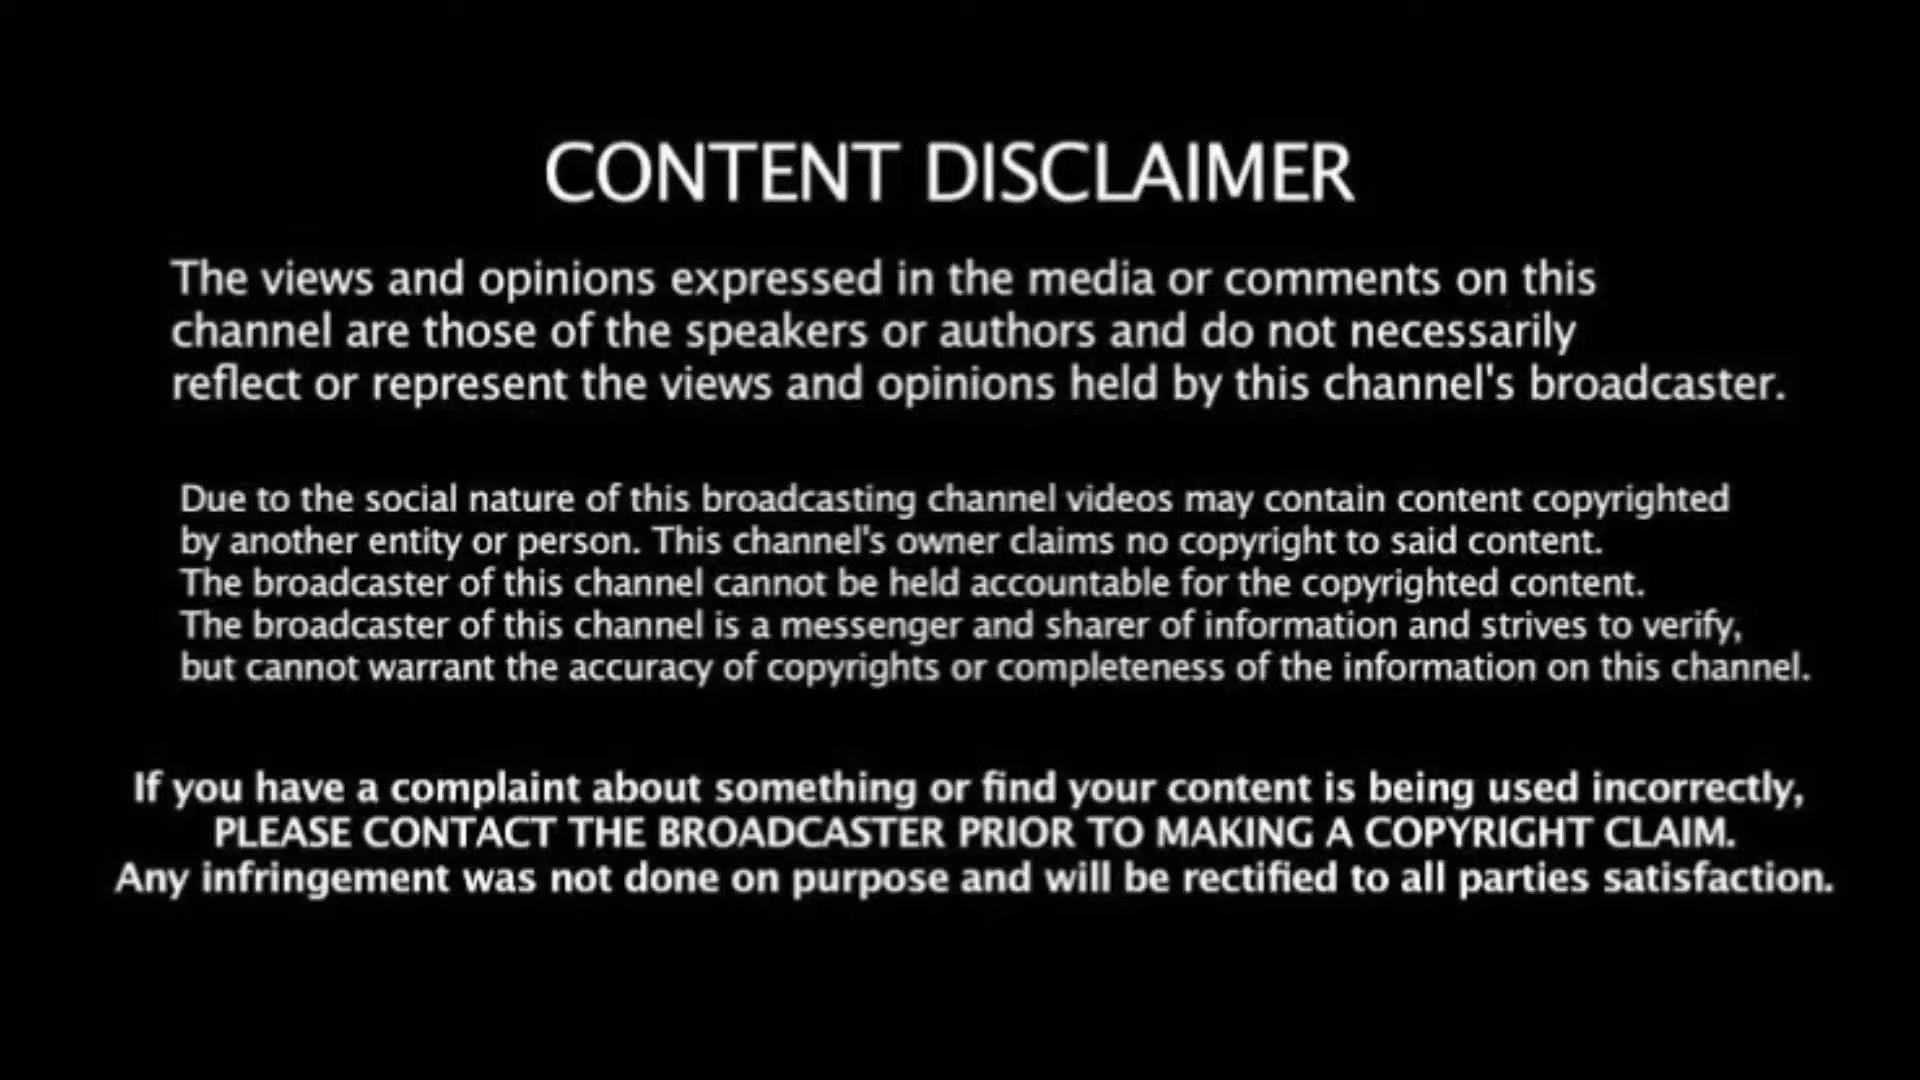 CONTENT DISCLAIMER
The views and opinions expressed in the media or comments on this
channel are those of the speakers or authors and do not necessarily
reflect or represent the views and opinions held by this channel's broadcaster.
Due to the social nature of this broadcasting channel videos may contain content copyrighted
by another entity or person. This channel's owner claims no copyright to said content.
The broadcaster of this channel cannot be held accountable for the copyrighted content.
The broadcaster of this channel is a messenger and sharer of information and strives to verify,
but cannot warrant the accuracy of copyrights or completeness of the information on this channel.
If you have a complaint about something or find your content is being used incorrectly,
PLEASE CONTACT THE BROADCASTER PRIOR TO MAKING A COPYRIGHT CLAIM.
Any infringement was not done on purpose and will be rectified to all parties satisfaction.